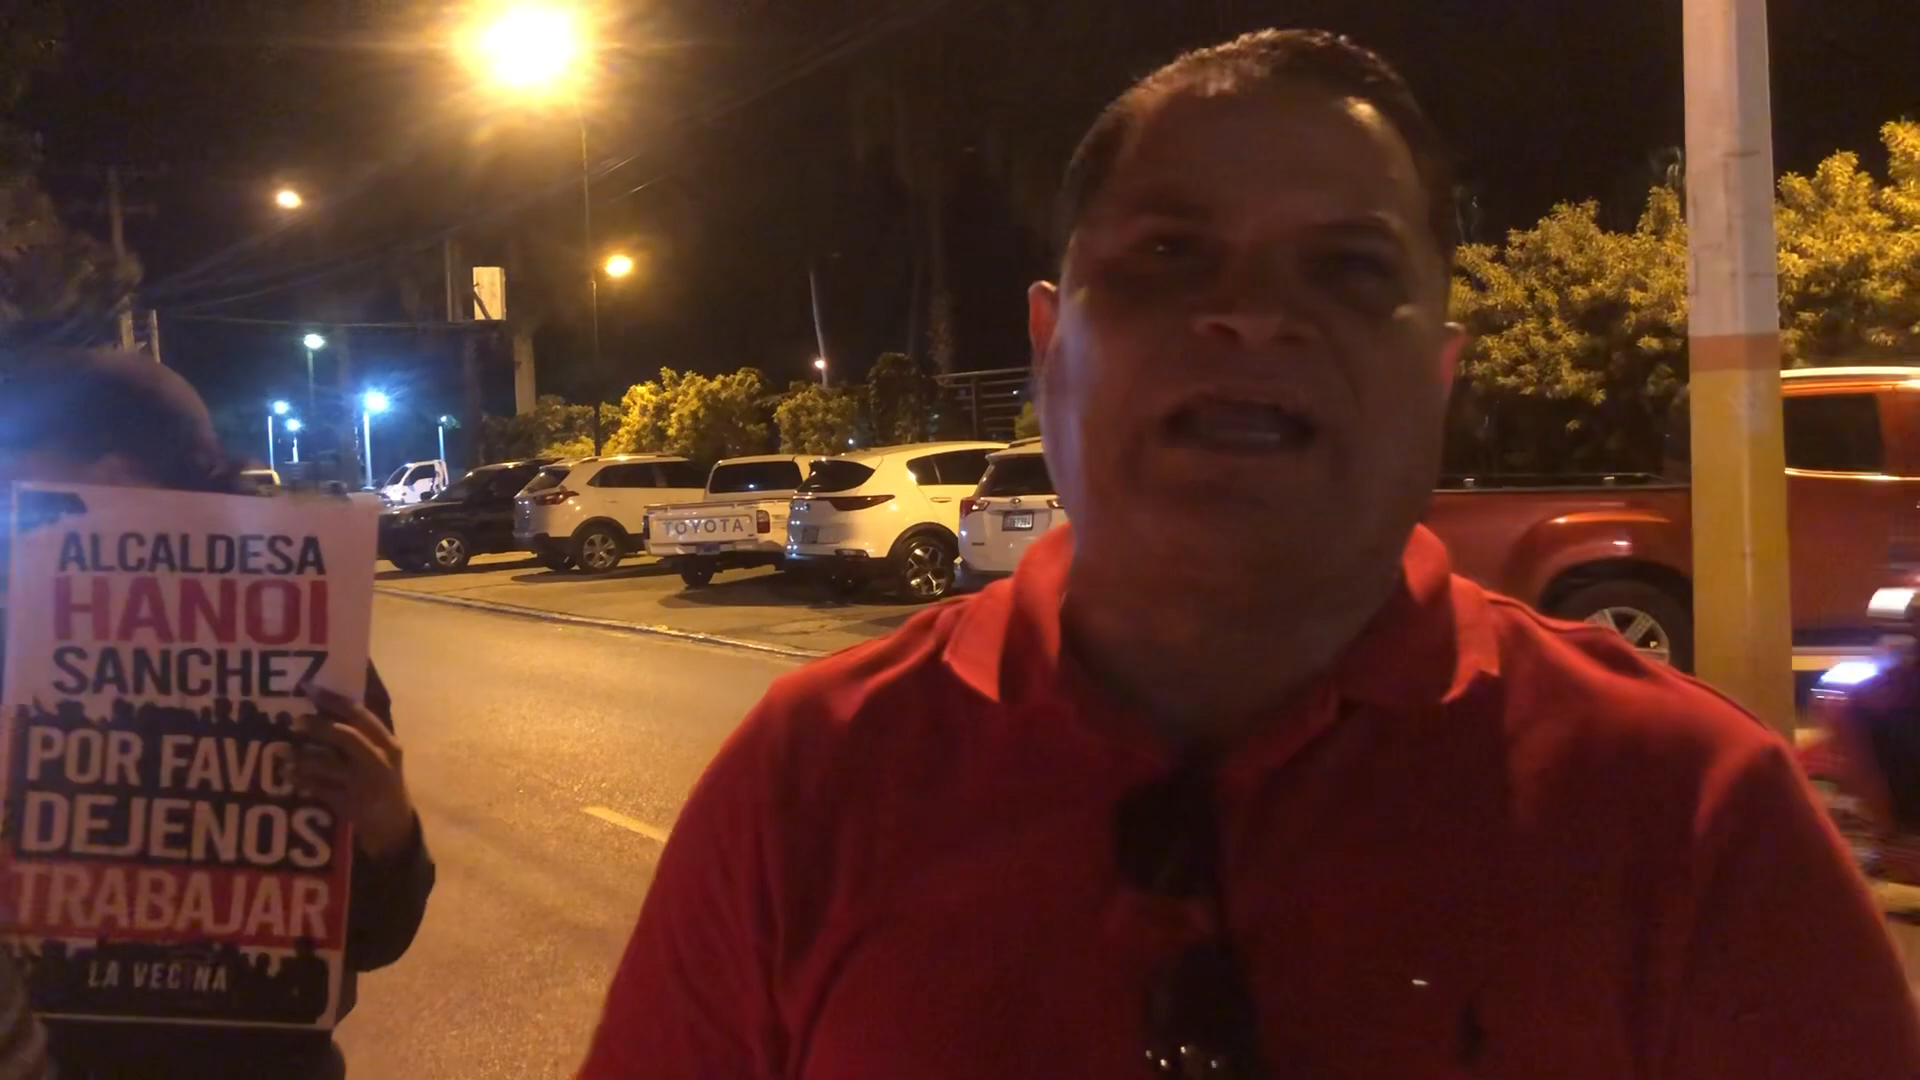 ALCALDESA
HANOI
SANCHEZ
POR FAVO
DEJENOS
TRABAJAR
LA VECINA
TOYOTA